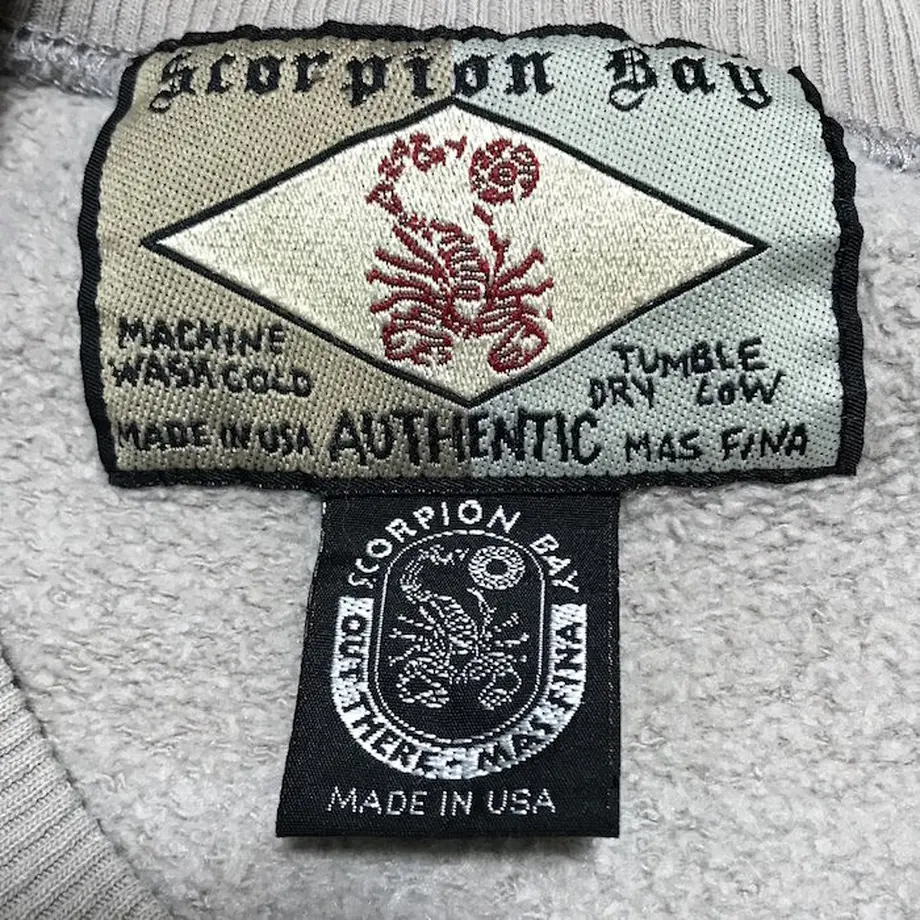 Scorpion Bay
MACHINE
WASH COLD
TUMBLE
DRY LOW
MADE IN USA AUTHENTIC MAS FINA
SCORPION BAY
OUT THERE • MAS FINA
MADE IN USA